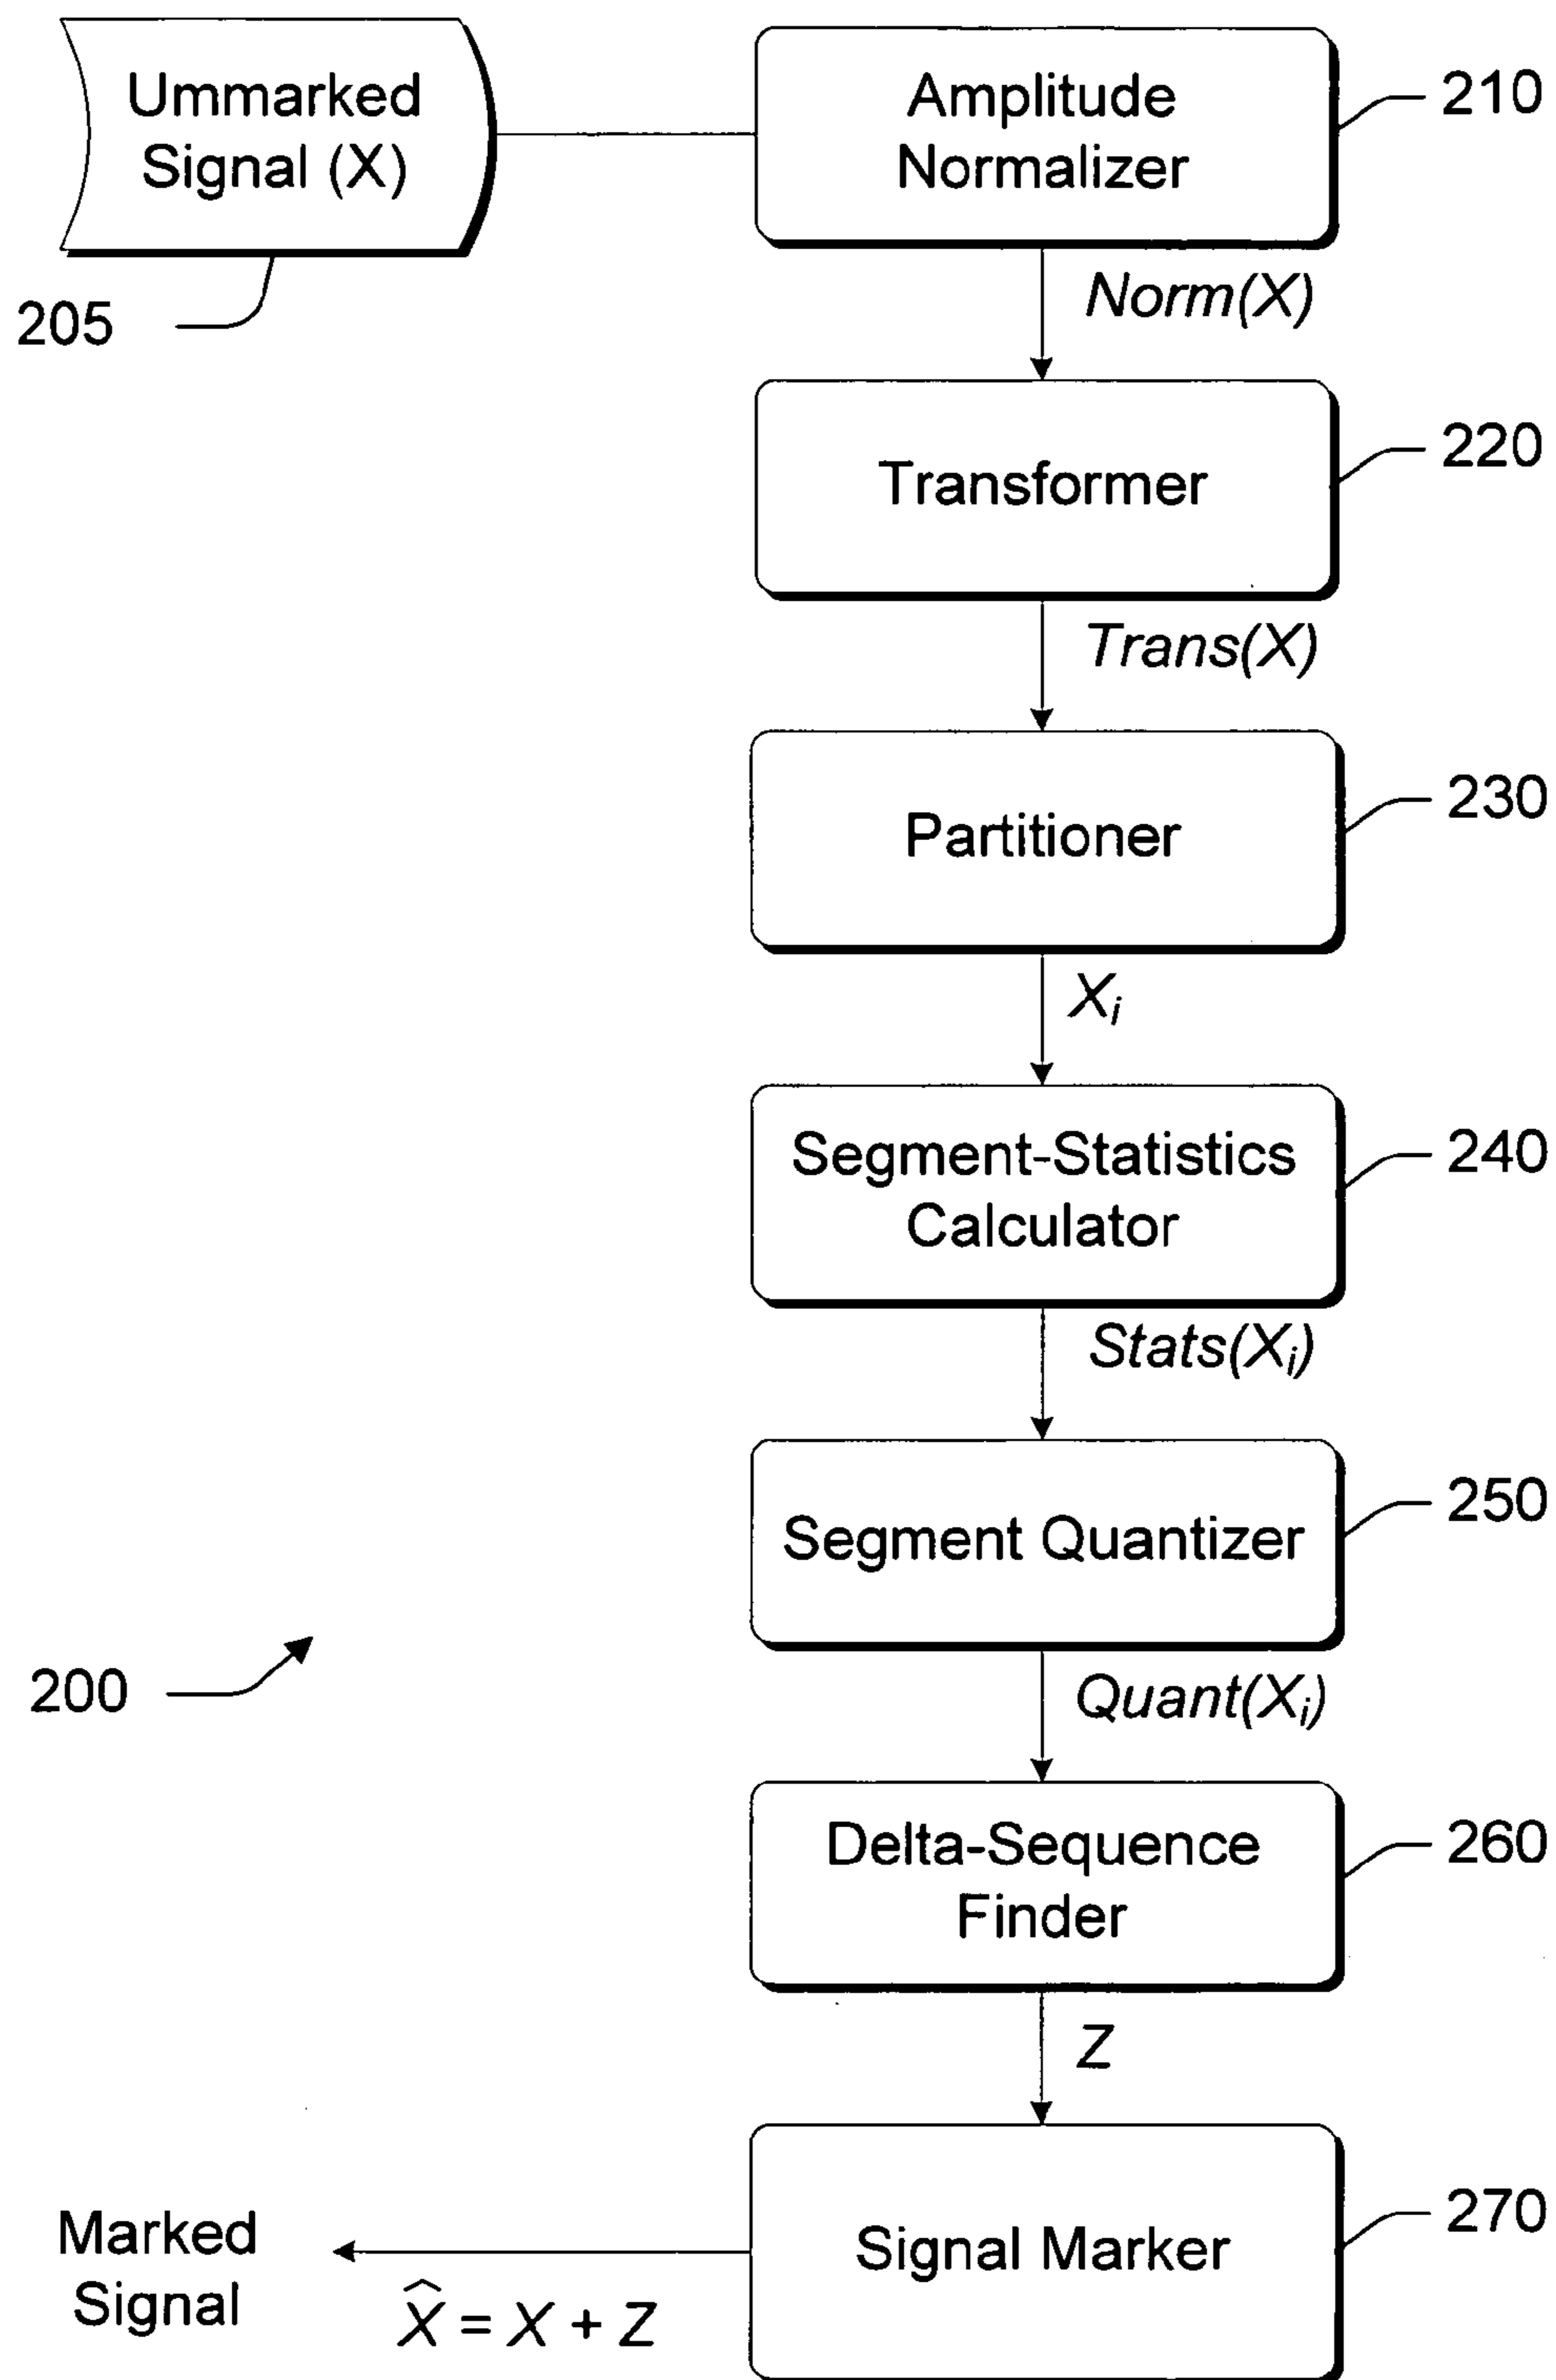 Ummarked
Signal (X)
205
Amplitude
Normalizer
210
Norm(X)
Transformer
220
Trans(X)
Partitioner
230
Xi
Segment-Statistics
Calculator
240
Stats(Xi)
Segment Quantizer
250
200
Quant(Xi)
Delta-Sequence
Finder
260
Z
Signal Marker
270
Marked
Signal
X̂ = X + Z